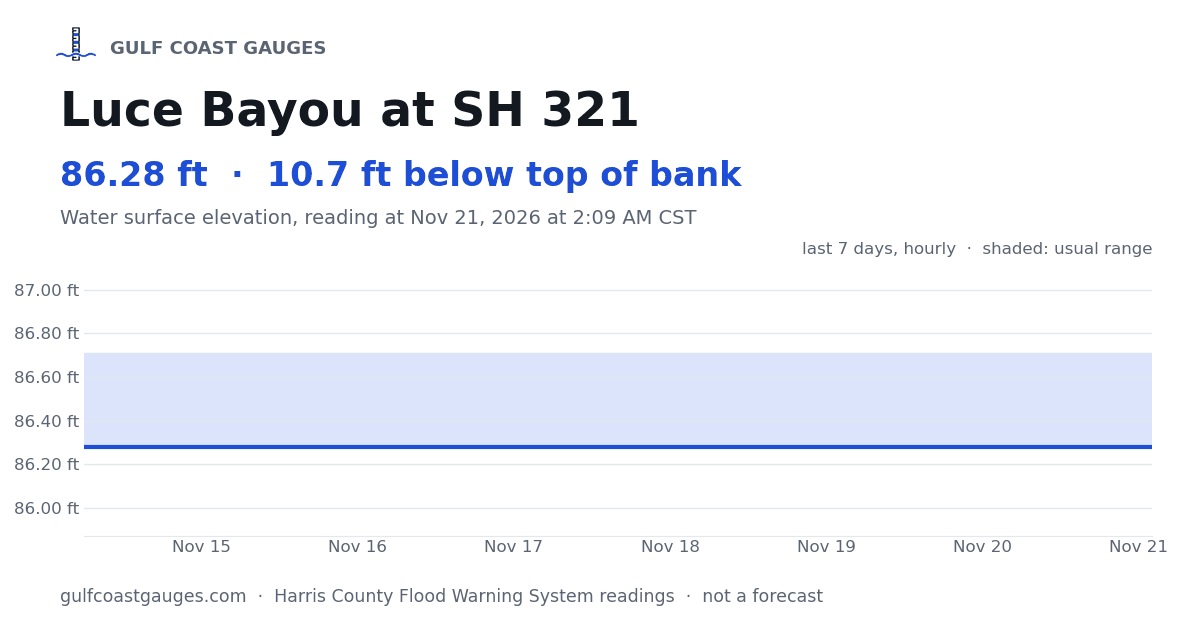 GULF COAST GAUGES
Luce Bayou at SH 321
86.28 ft · 10.7 ft below top of bank
Water surface elevation, reading at Nov 21, 2026 at 2:09 AM CST
last 7 days, hourly · shaded: usual range
87.00 ft
86.80 ft
86.60 ft
86.40 ft
86.20 ft
86.00 ft
Nov 15 Nov 16 Nov 17 Nov 18 Nov 19 Nov 20 Nov 21
gulfcoastgauges.com · Harris County Flood Warning System readings · not a forecast